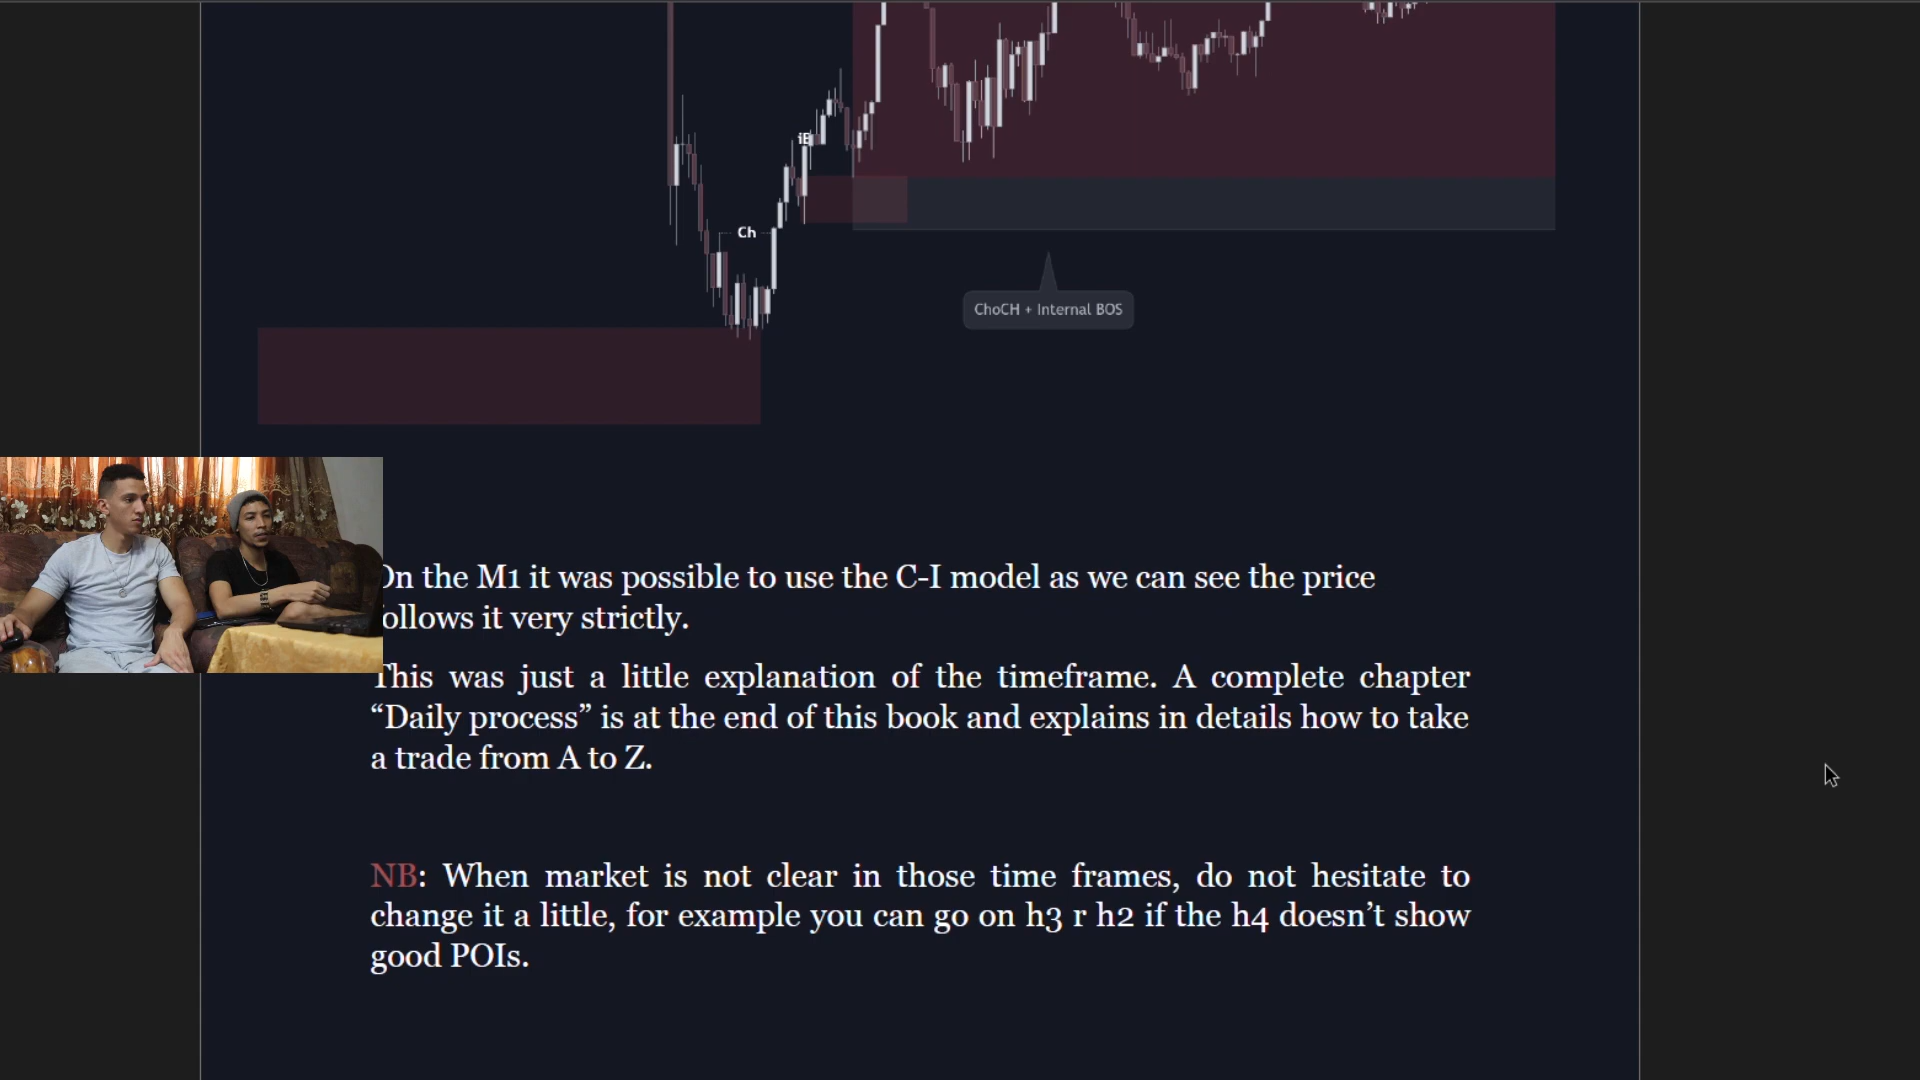 iB
Ch
ChoCH + Internal BOS
On the M1 it was possible to use the C-I model as we can see the price
follows it very strictly.
This was just a little explanation of the timeframe. A complete chapter
“Daily process” is at the end of this book and explains in details how to take
a trade from A to Z.
NB: When market is not clear in those time frames, do not hesitate to
change it a little, for example you can go on h3 r h2 if the h4 doesn’t show
good POIs.